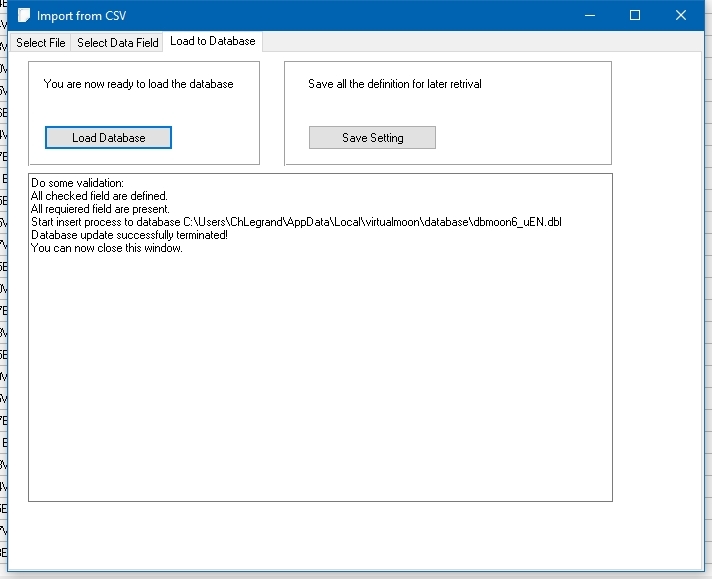 Import from CSV
Select File
Select Data Field
Load to Database
You are now ready to load the database
Save all the definition for later retrival
Load Database
Save Setting
Do some validation:
All checked field are defined.
All requiered field are present.
Start insert process to database C:\Users\ChLegrand\AppData\Local\virtualmoon\database\dbmoon6_uEN.dbl
Database update successfully terminated!
You can now close this window.